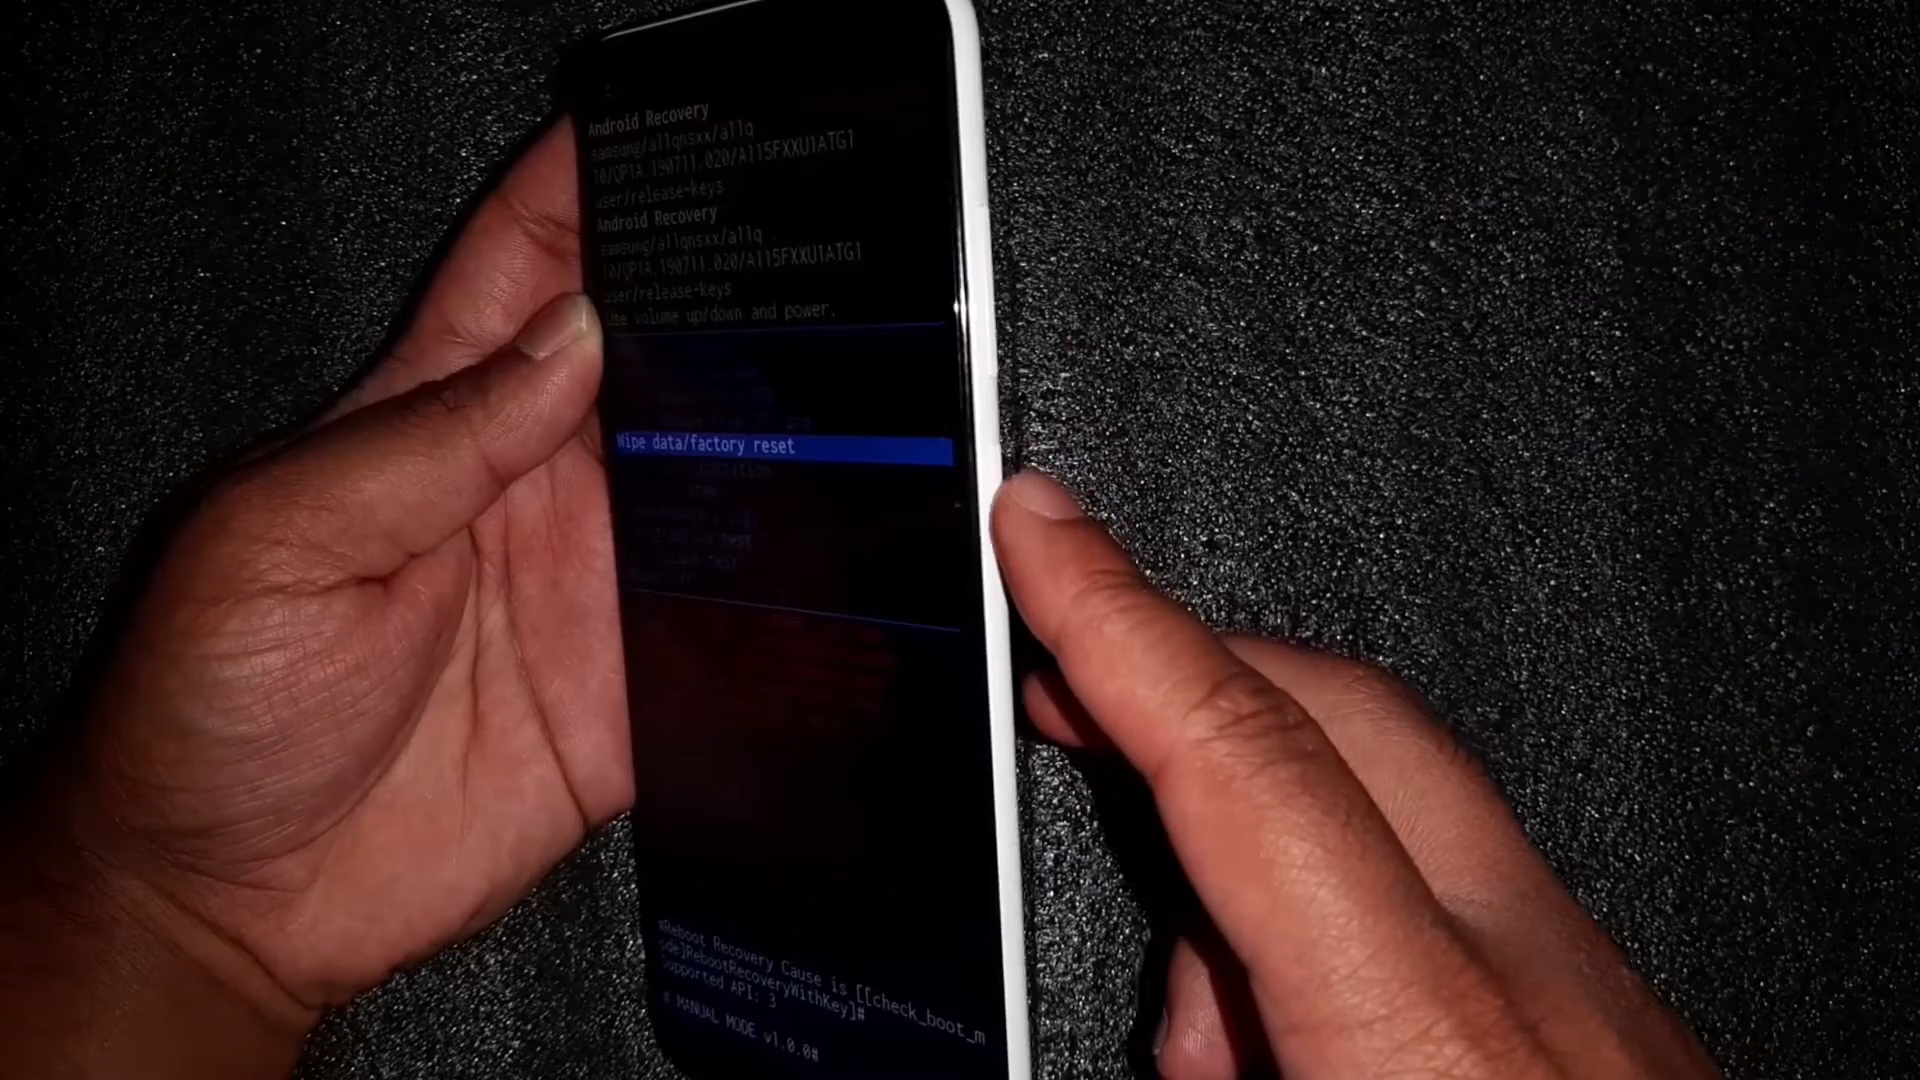 Android Recovery
samsung/a11qnsxx/a11q
10/QP1A.190711.020/A115FXXU1ATG1
user/release-keys
Android Recovery
samsung/a11qnsxx/a11q
10/QP1A.190711.020/A115FXXU1ATG1
user/release-keys
Use volume up/down and power.
Wipe data/factory reset
#Reboot Recovery Cause is [[check_boot_m
ode]RebootRecoveryWithKey]#
Supported API: 3
# MANUAL MODE v1.0.0#